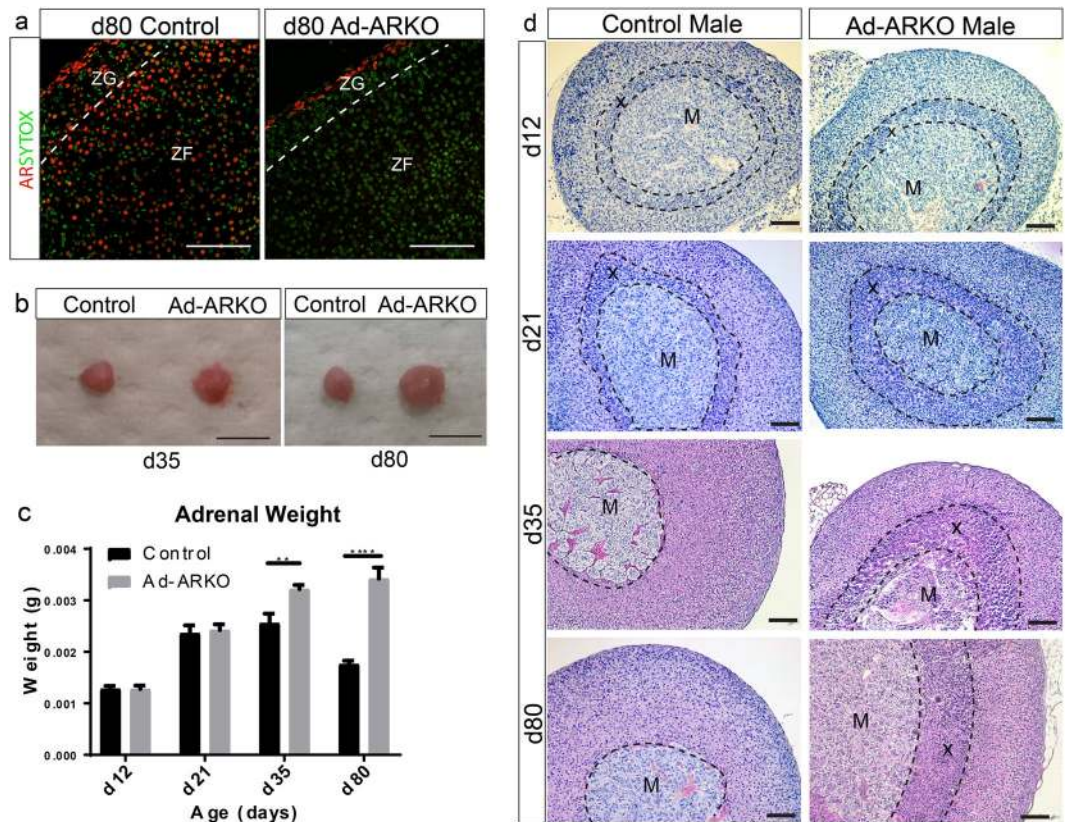 a
d80 Control
d80 Ad-ARKO
ARSYTOX
ZG
ZF
ZG
ZF
b
Control
Ad-ARKO
Control
Ad-ARKO
d35
d80
c
Adrenal Weight
Weight (g)
0.004
0.003
0.002
0.001
0.000
Control
Ad-ARKO
**
****
d12
d21
d35
d80
Age (days)
d
Control Male
Ad-ARKO Male
d12
x
M
x
M
d21
x
M
x
M
d35
M
x
M
d80
M
M
x